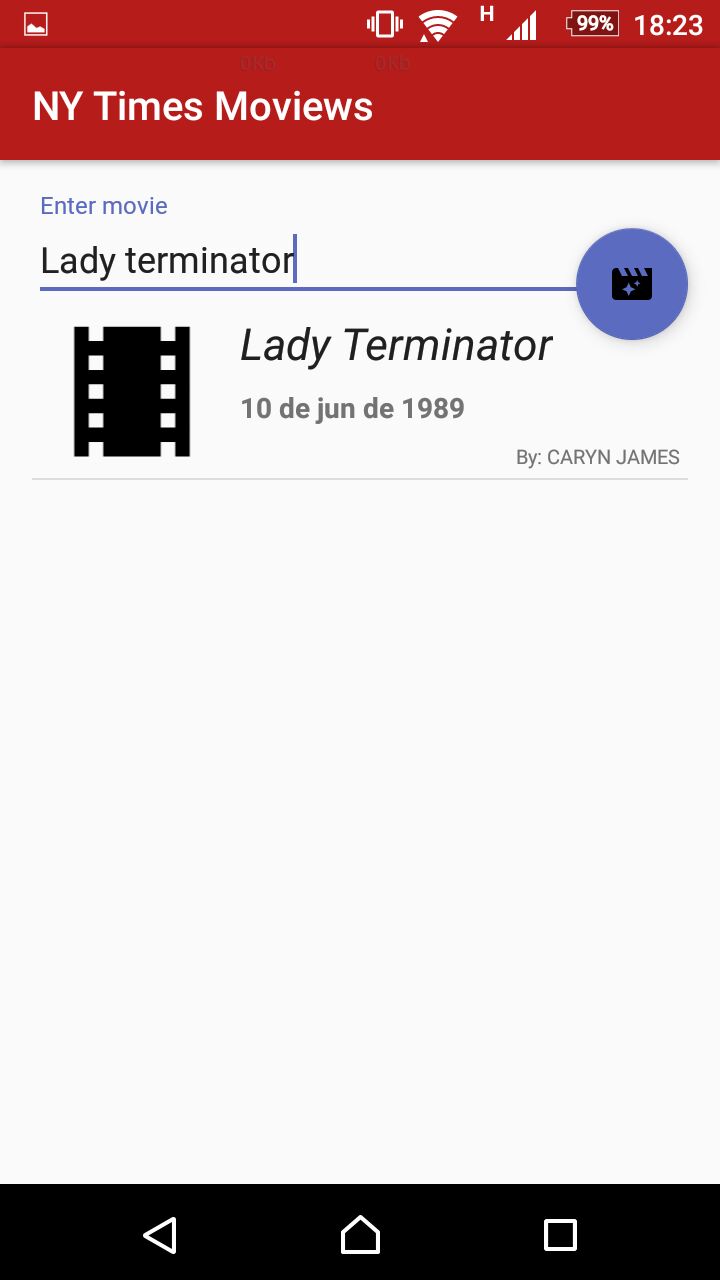 H 99% 18:23
0Kb 0Kb
NY Times Moviews
Enter movie
Lady terminator
Lady Terminator
10 de jun de 1989
By: CARYN JAMES